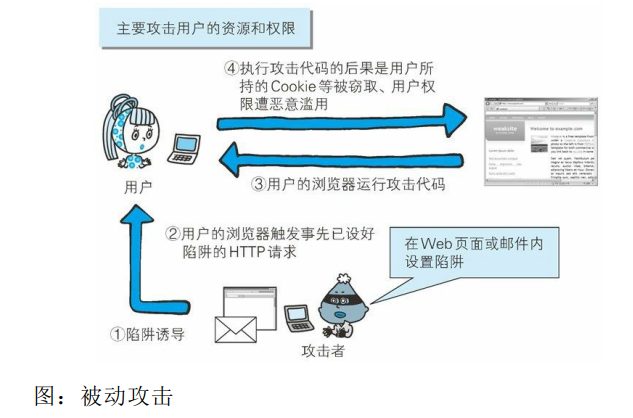 主要攻击用户的资源和权限
④执行攻击代码的后果是用户所
持的Cookie等被窃取、用户权
限遭恶意滥用
website
Welcome to example.com
用户
③用户的浏览器运行攻击代码
②用户的浏览器触发事先已设好
陷阱的HTTP请求
在Web页面或邮件内
设置陷阱
①陷阱诱导
攻击者
图：被动攻击